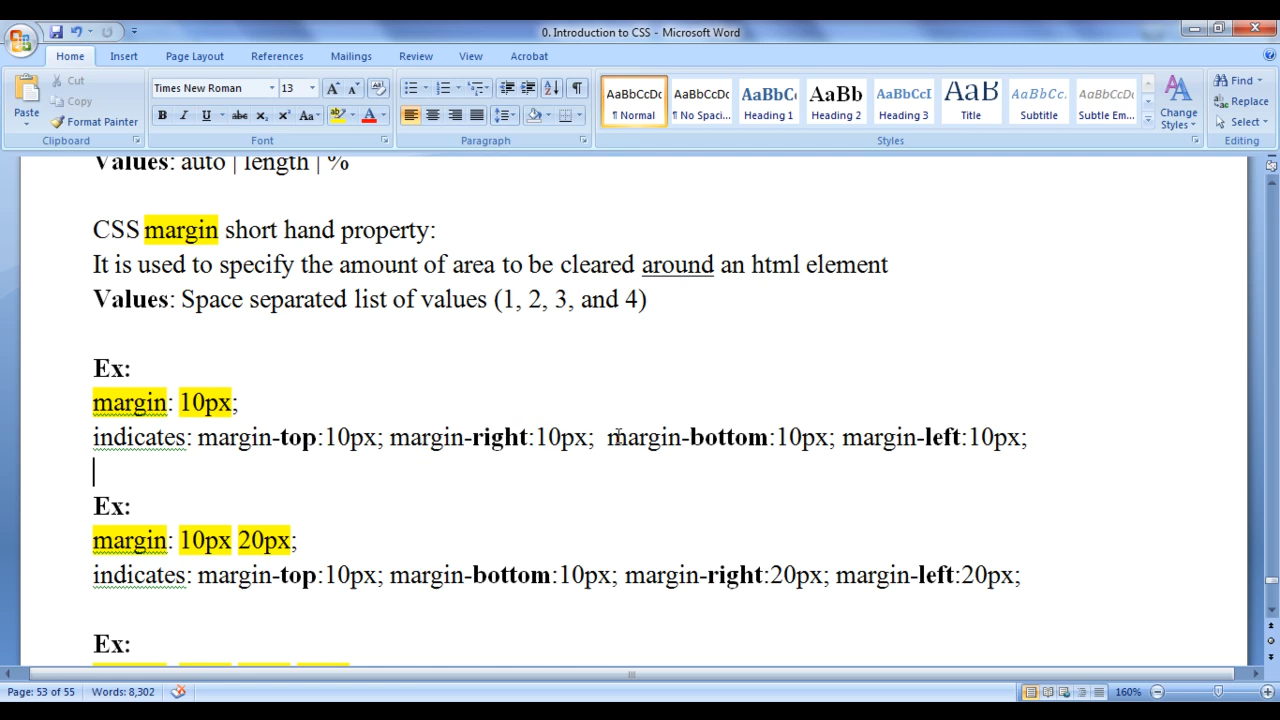 0. Introduction to CSS - Microsoft Word
Home Insert Page Layout References Mailings Review View Acrobat
Paste Cut Copy Format Painter
Times New Roman 13
AaBbCcDc ¶ Normal
AaBbCcDc ¶ No Spaci...
AaBbC Heading 1
AaBb Heading 2
AaBbCcI Heading 3
AaB Title
AaBbCc. Subtitle
AaBbCcDc Subtle Em...
Change Styles
Find Replace Select
Clipboard Font Paragraph Styles Editing
Values: auto | length | %
CSS margin short hand property:
It is used to specify the amount of area to be cleared around an html element
Values: Space separated list of values (1, 2, 3, and 4)
Ex:
margin: 10px;
indicates: margin-top:10px; margin-right:10px; margin-bottom:10px; margin-left:10px;
Ex:
margin: 10px 20px;
indicates: margin-top:10px; margin-bottom:10px; margin-right:20px; margin-left:20px;
Ex:
Page: 53 of 55 Words: 8,302 160%